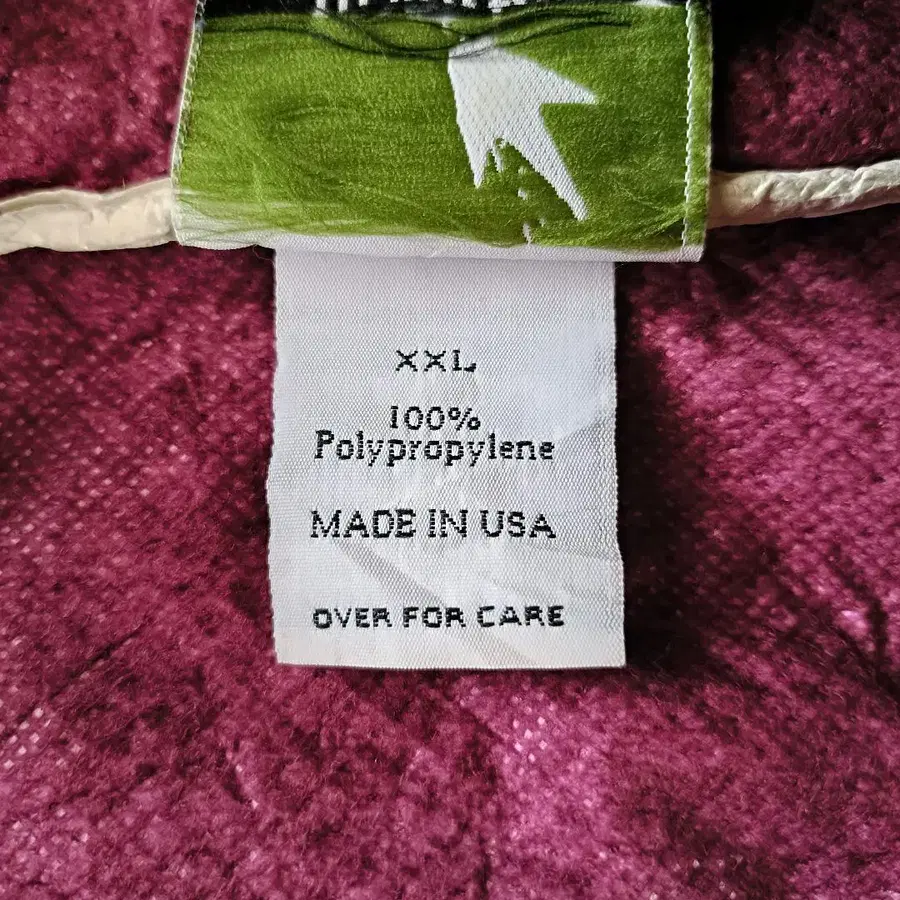 XXL
100%
Polypropylene
MADE IN USA
OVER FOR CARE